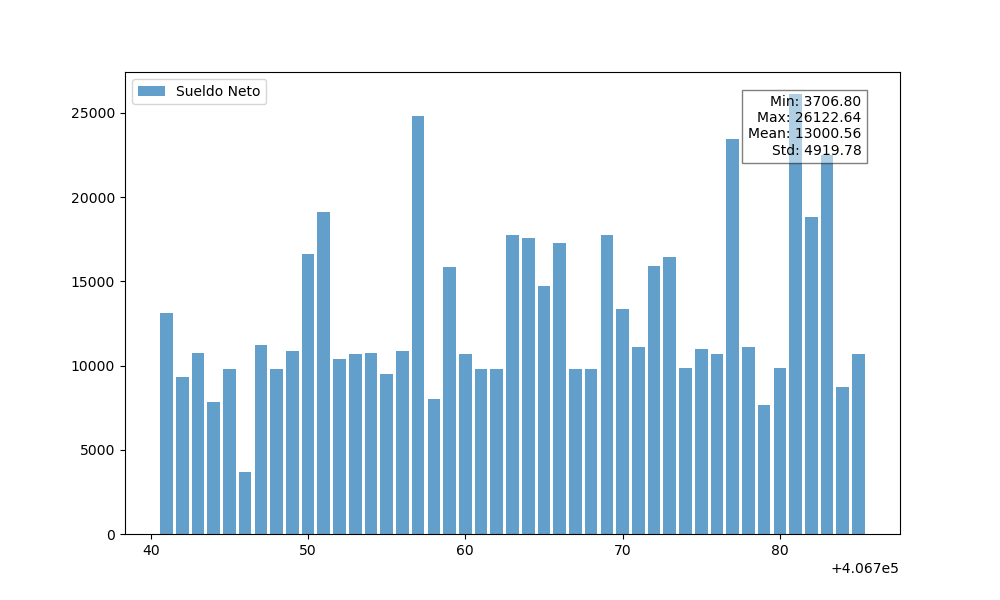 Sueldo Neto
Min: 3706.80
Max: 26122.64
Mean: 13000.56
Std: 4919.78
25000
20000
15000
10000
5000
0
40 50 60 70 80
+4.067e5